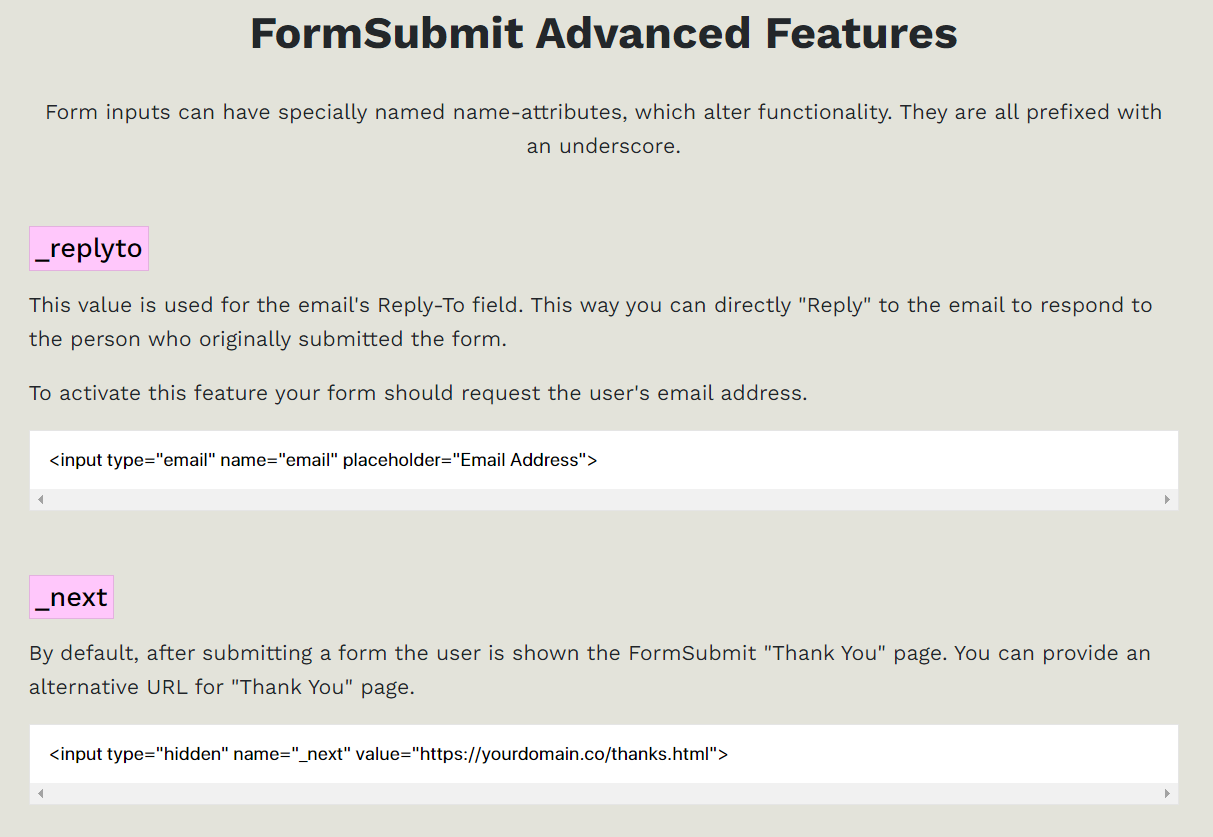 FormSubmit Advanced Features
Form inputs can have specially named name-attributes, which alter functionality. They are all prefixed with
an underscore.
_replyto
This value is used for the email's Reply-To field. This way you can directly "Reply" to the email to respond to
the person who originally submitted the form.
To activate this feature your form should request the user's email address.
<input type="email" name="email" placeholder="Email Address">
_next
By default, after submitting a form the user is shown the FormSubmit "Thank You" page. You can provide an
alternative URL for "Thank You" page.
<input type="hidden" name="_next" value="https://yourdomain.co/thanks.html">